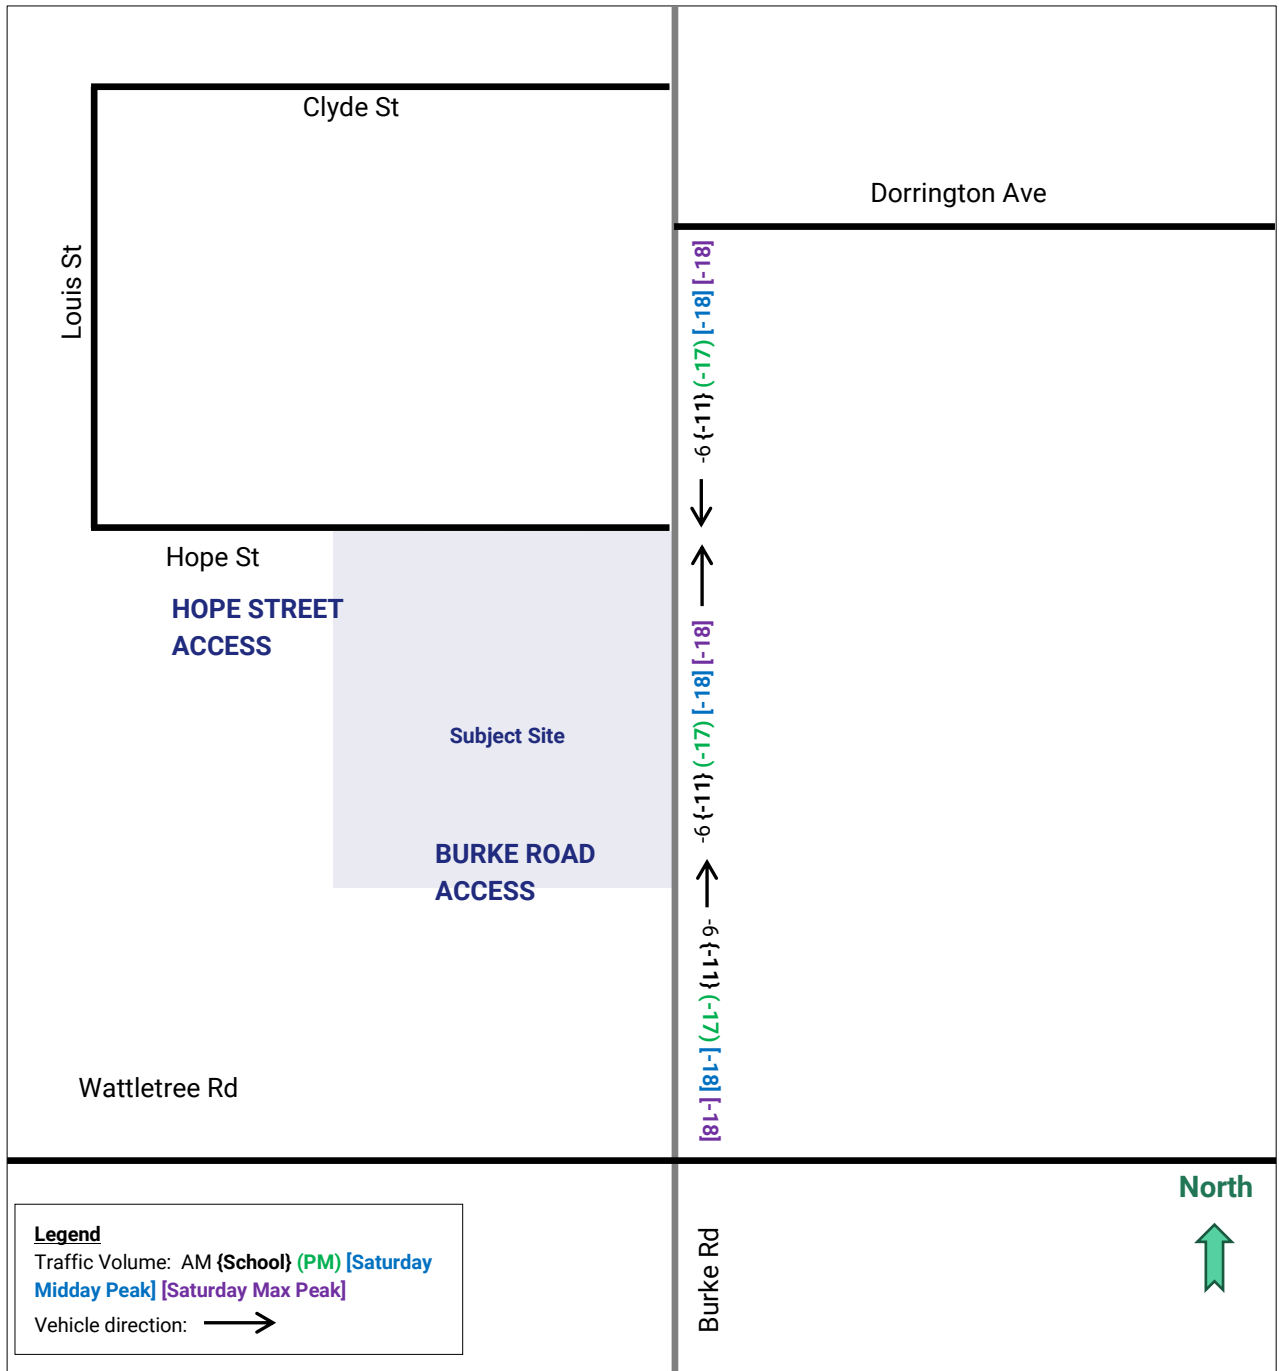 Clyde St
Dorrington Ave
Louis St
-6 {-11} (-17) [-18] [-18]
Hope St
HOPE STREET
ACCESS
Subject Site
-6 {-11} (-17) [-18] [-18]
BURKE ROAD
ACCESS
-6 {-11} (-17) [-18] [-18]
Wattletree Rd
North
Burke Rd
Legend
Traffic Volume: AM {School} (PM) [Saturday
Midday Peak] [Saturday Max Peak]
Vehicle direction: